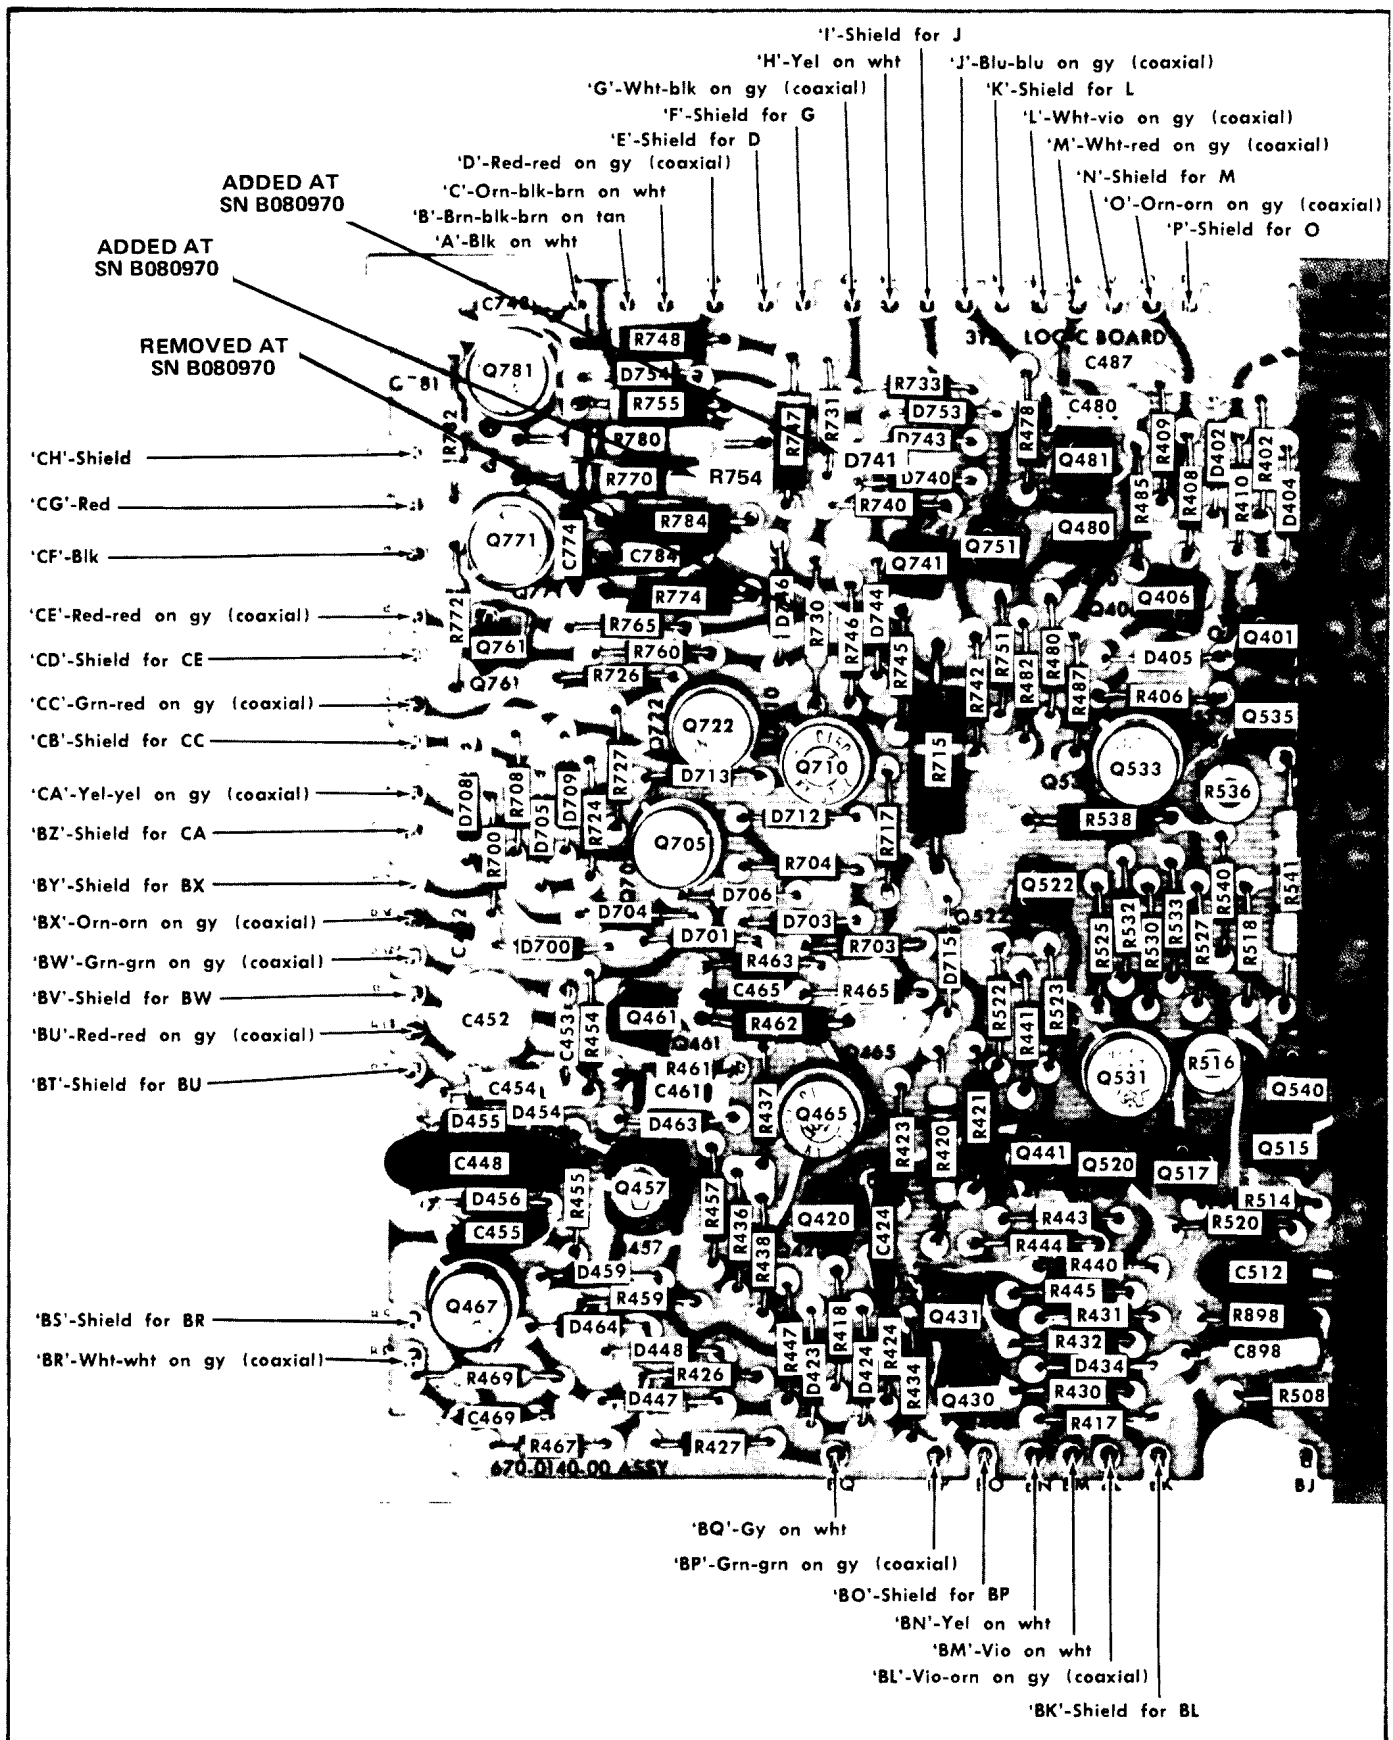 'I'-Shield for J
'H'-Yel on wht
'J'-Blu-blu on gy (coaxial)
'G'-Wht-blk on gy (coaxial)
'K'-Shield for L
'F'-Shield for G
'L'-Wht-vio on gy (coaxial)
'E'-Shield for D
'M'-Wht-red on gy (coaxial)
'D'-Red-red on gy (coaxial)
'N'-Shield for M
ADDED AT
SN B080970
'C'-Orn-blk-brn on wht
'O'-Orn-orn on gy (coaxial)
'B'-Brn-blk-brn on tan
'P'-Shield for O
'A'-Blk on wht
ADDED AT
SN B080970
REMOVED AT
SN B080970
R748
BOARD
C487
Q781
D754
R733
R755
D753
C480
R747
R731
R478
R409
D402
R402
R780
D743
'CH'-Shield
D741
Q481
R770
R754
D740
R485
R408
R410
D404
'CG'-Red
R740
R784
Q480
Q771
C774
Q751
'CF'-Blk
C784
Q741
R774
D746
R730
R746
D744
Q406
'CE'-Red-red on gy (coaxial)
R772
R765
R745
R742
R751
R482
R480
R487
Q401
Q761
R760
D405
'CD'-Shield for CE
Q761
R726
R406
'CC'-Grn-red on gy (coaxial)
Q722
Q722
Q535
'CB'-Shield for CC
R727
Q710
R715
Q533
D713
'CA'-Yel-yel on gy (coaxial)
D708
R708
D705
D709
R724
R536
R717
D712
R538
'BZ'-Shield for CA
R700
Q705
R704
R540
R541
'BY'-Shield for BX
D706
Q522
'BX'-Orn-orn on gy (coaxial)
D704
D703
Q522
R525
R532
R530
R533
R527
R518
D701
D700
R703
D715
'BW'-Grn-grn on gy (coaxial)
R463
'BV'-Shield for BW
C465
R465
R522
R441
R523
C452
C453
R454
Q461
R462
'BU'-Red-red on gy (coaxial)
Q461
Q465
R461
Q531
R516
'BT'-Shield for BU
C454
C461
R437
Q540
D454
D455
D463
Q465
R423
R420
R421
Q441
Q515
C448
Q520
Q517
D456
R455
Q457
R457
R436
R438
Q420
C424
R514
R443
R520
C455
R444
R440
D459
C512
R459
R445
Q467
'BS'-Shield for BR
D464
R447
D423
R418
D424
R424
R434
Q431
R431
R898
R432
D448
C898
'BR'-Wht-wht on gy (coaxial)
D434
R469
R426
D447
Q430
R430
R508
C469
R417
R467
R427
670-0140-00 ASSY
BJ
'BQ'-Gy on wht
'BP'-Grn-grn on gy (coaxial)
'BO'-Shield for BP
'BN'-Yel on wht
'BM'-Vio on wht
'BL'-Vio-orn on gy (coaxial)
'BK'-Shield for BL